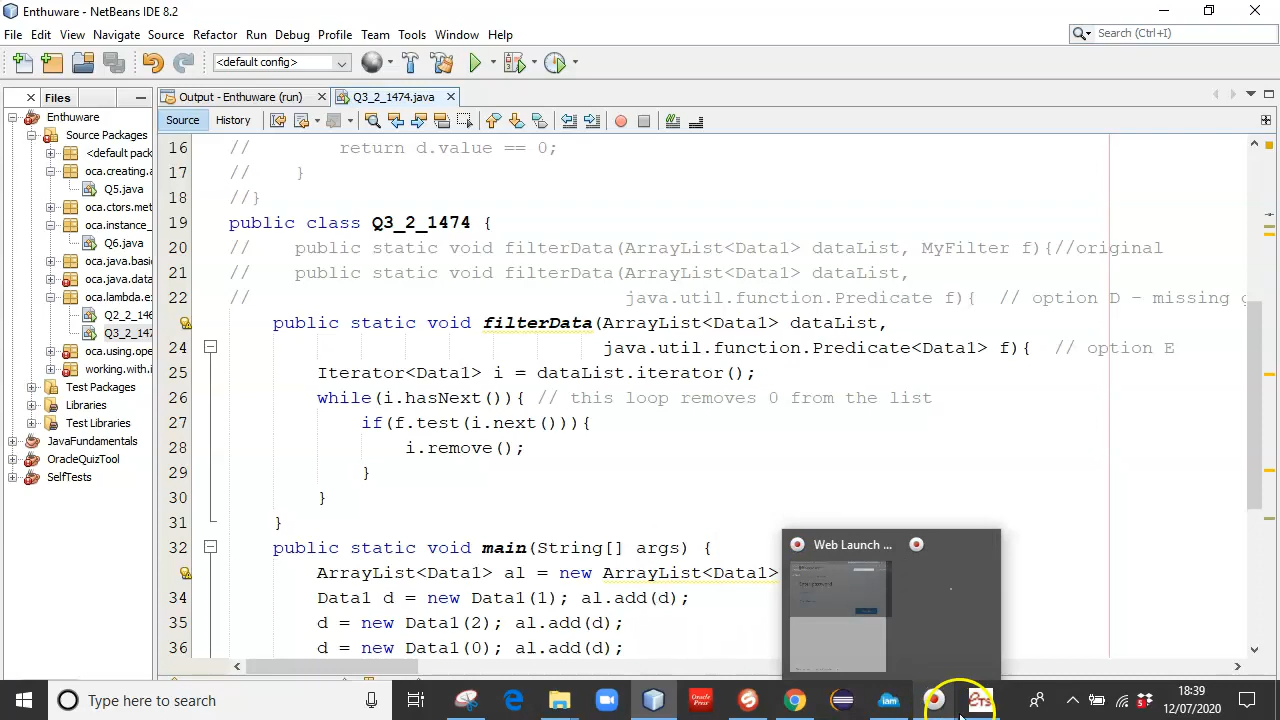 Enthuware - NetBeans IDE 8.2
File Edit View Navigate Source Refactor Run Debug Profile Team Tools Window Help
Search (Ctrl+I)
<default config>
Files
Output - Enthuware (run)
Q3_2_1474.java
Source History
Enthuware
Source Packages
<default pack
oca.creating.a
Q5.java
oca.ctors.met
oca.instance_
Q6.java
oca.java.basi
oca.java.data
oca.lambda.ex
Q2_2_146
Q3_2_147
oca.using.ope
working.with.i
Test Packages
Libraries
Test Libraries
JavaFundamentals
OracleQuizTool
SelfTests
16 // return d.value == 0;
17 // }
18 //}
19 public class Q3_2_1474 {
20 // public static void filterData(ArrayList<Data1> dataList, MyFilter f){//original
21 // public static void filterData(ArrayList<Data1> dataList,
22 // java.util.function.Predicate f){ // option D - missing
public static void filterData(ArrayList<Data1> dataList,
24 java.util.function.Predicate<Data1> f){ // option E
25 Iterator<Data1> i = dataList.iterator();
26 while(i.hasNext()){ // this loop removes 0 from the list
27 if(f.test(i.next())){
28 i.remove();
29 }
30 }
31 }
32 public static void main(String[] args) {
ArrayList<Data1> al = new ArrayList<Data1>
34 Data1 d = new Data1(1); al.add(d);
35 d = new Data1(2); al.add(d);
36 d = new Data1(0); al.add(d);
Web Launch ...
Type here to search
Oracle Press
iam
ETS
12/07/2020